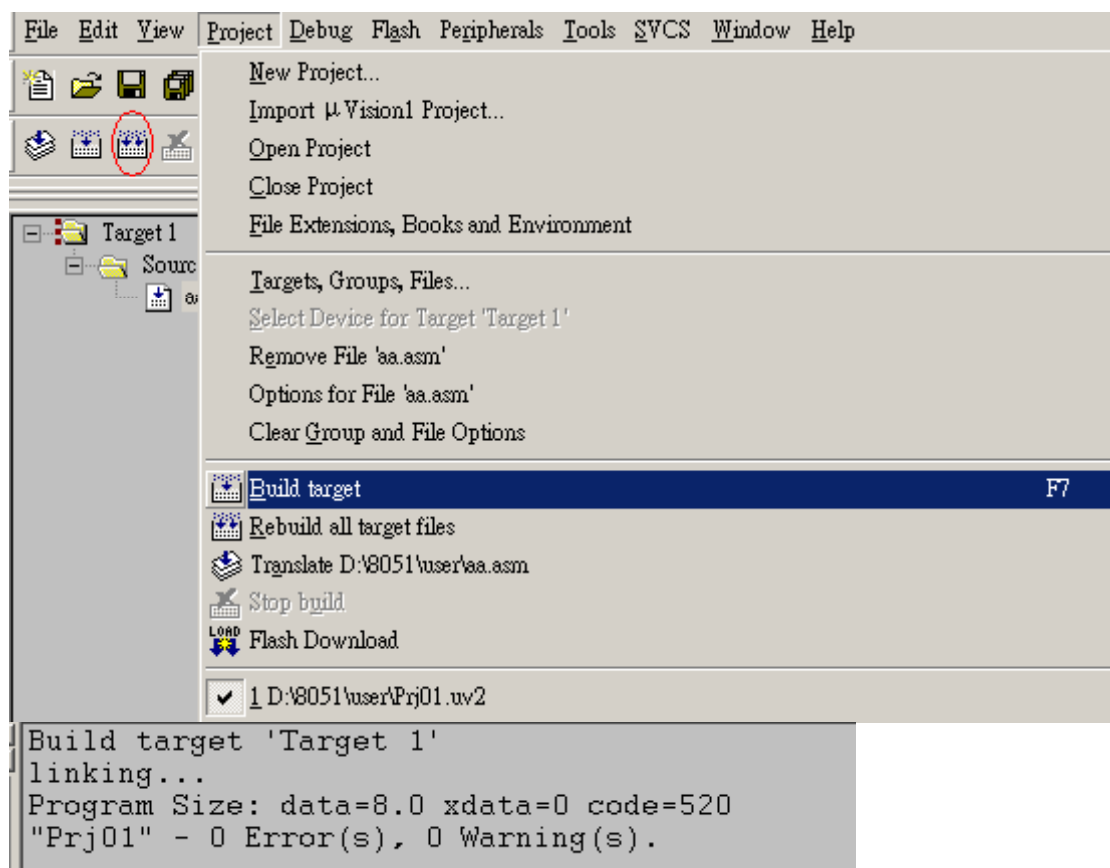 File Edit View Project Debug Flash Peripherals Tools SVCS Window Help
New Project...
Import µVision1 Project...
Open Project
Close Project
File Extensions, Books and Environment
Target 1
Targets, Groups, Files...
Select Device for Target 'Target 1'
Remove File 'aa.asm'
Options for File 'aa.asm'
Clear Group and File Options
Build target F7
Rebuild all target files
Translate D:\8051\user\aa.asm
Stop build
LOAD Flash Download
1 D:\8051\user\Prj01.uv2
Build target 'Target 1'
linking...
Program Size: data=8.0 xdata=0 code=520
"Prj01" - 0 Error(s), 0 Warning(s).